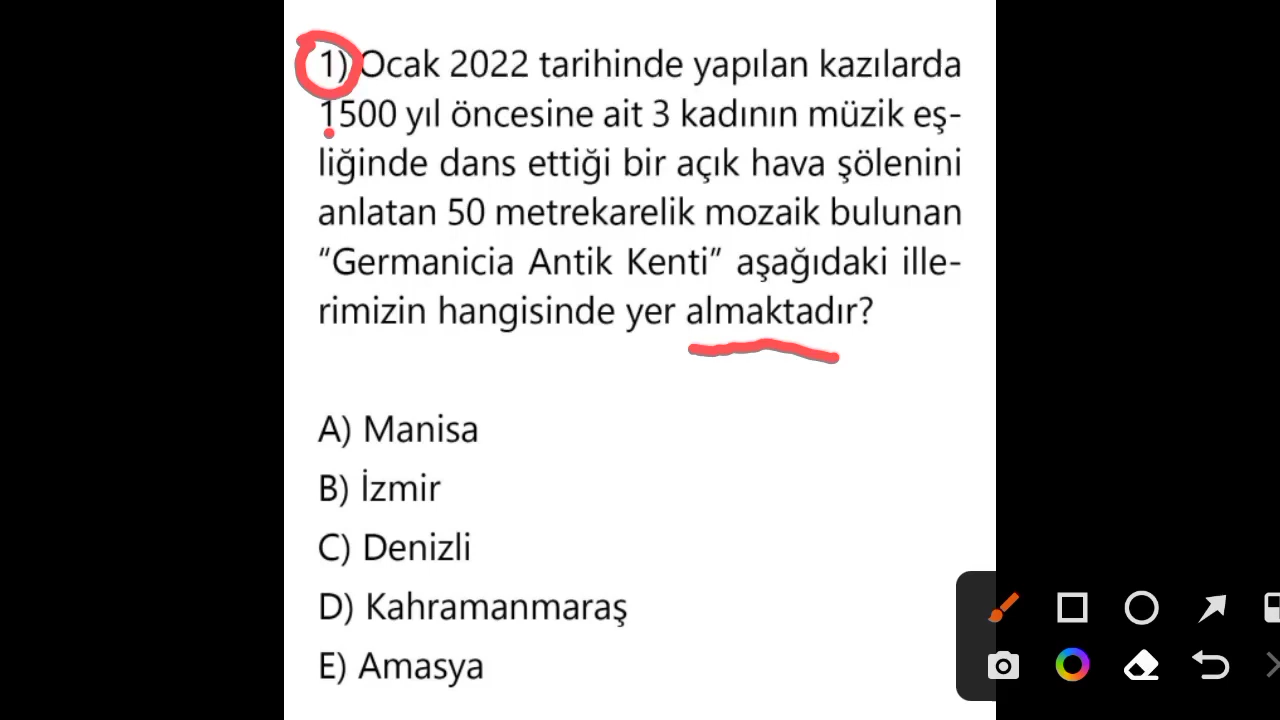 1) Ocak 2022 tarihinde yapılan kazılarda
1500 yıl öncesine ait 3 kadının müzik eş-
liğinde dans ettiği bir açık hava şölenini
anlatan 50 metrekarelik mozaik bulunan
“Germanicia Antik Kenti” aşağıdaki ille-
rimizin hangisinde yer almaktadır?
A) Manisa
B) İzmir
C) Denizli
D) Kahramanmaraş
E) Amasya